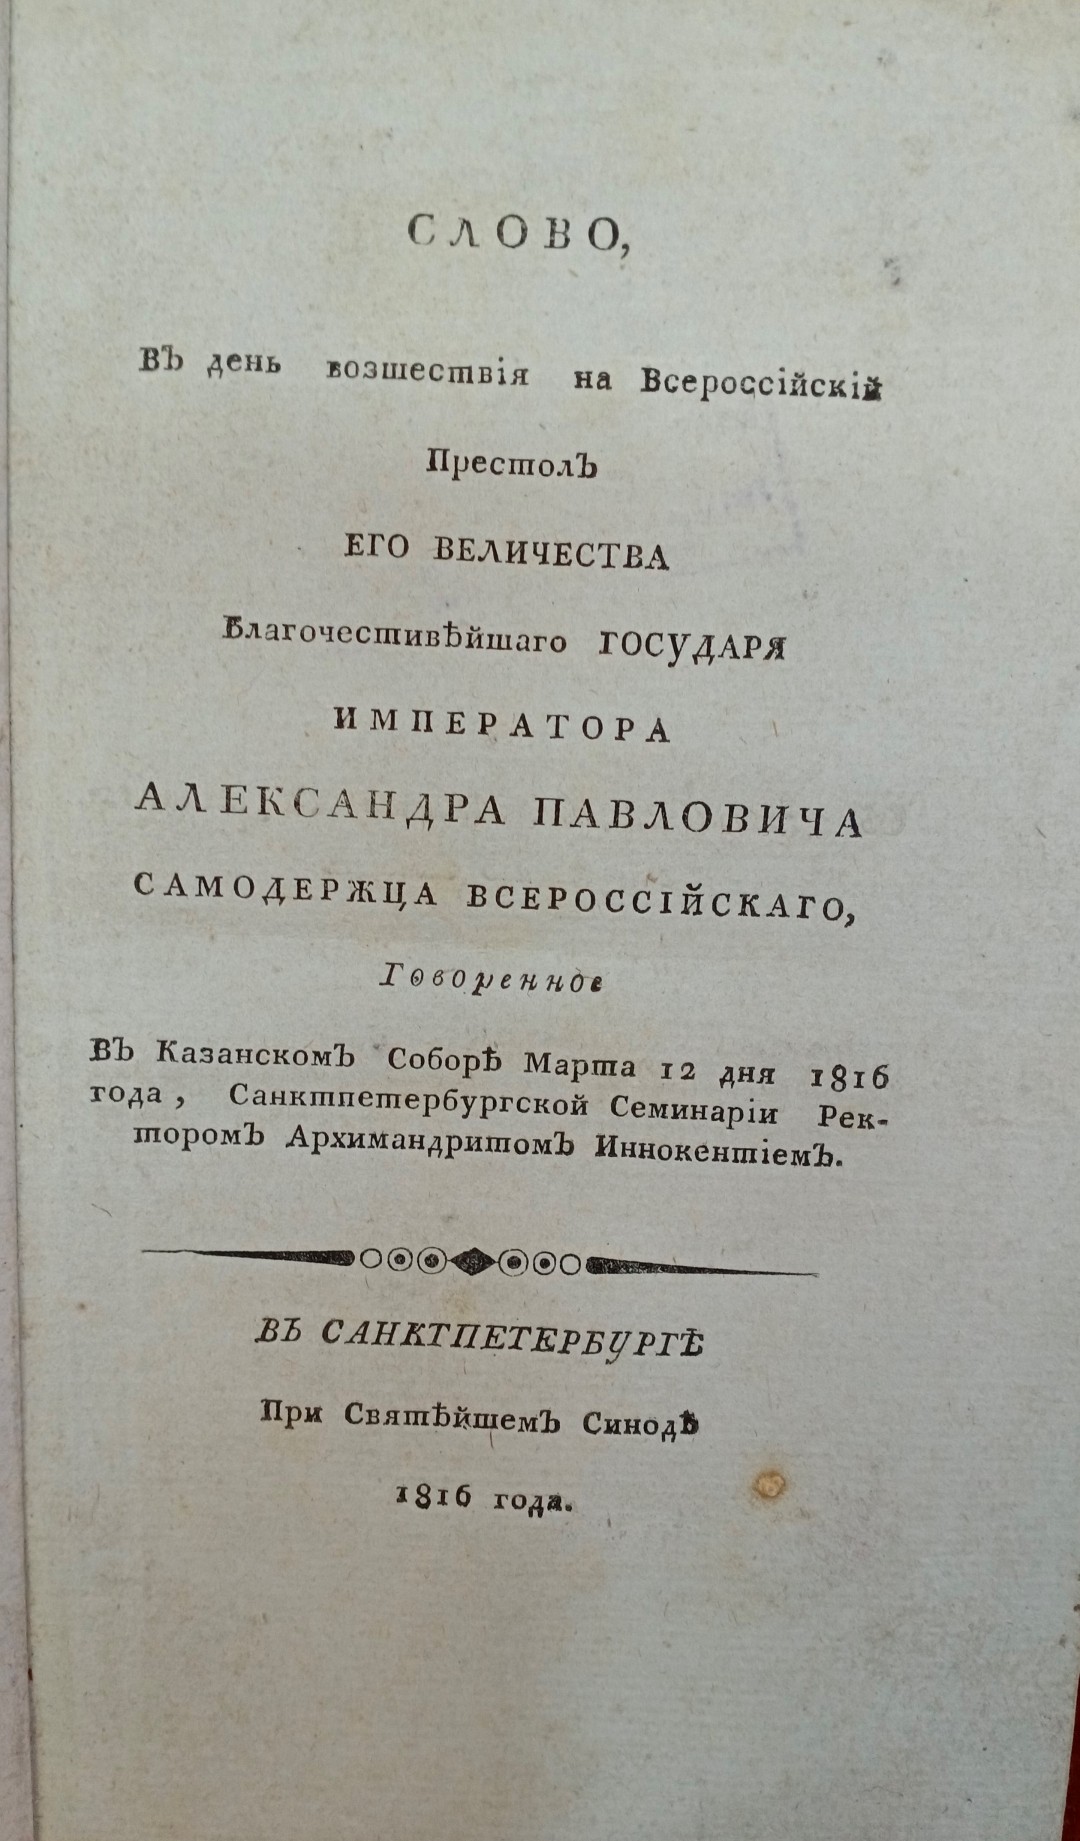 СЛОВО,
Въ день возшествія на Всероссійскій
Престолъ
ЕГО ВЕЛИЧЕСТВА
Благочестивѣйшаго ГОСУДАРЯ
ИМПЕРАТОРА
АЛЕКСАНДРА ПАВЛОВИЧА
САМОДЕРЖЦА ВСЕРОССІЙСКАГО,
Говоренное
Въ Казанскомъ Соборѣ Марта 12 дня 1816
года, Санктпетербургской Семинаріи Рек-
торомъ Архимандритомъ Иннокентіемъ.
ВЪ САНКТПЕТЕРБУРГѢ
При Святѣйшемъ Синодѣ
1816 года.